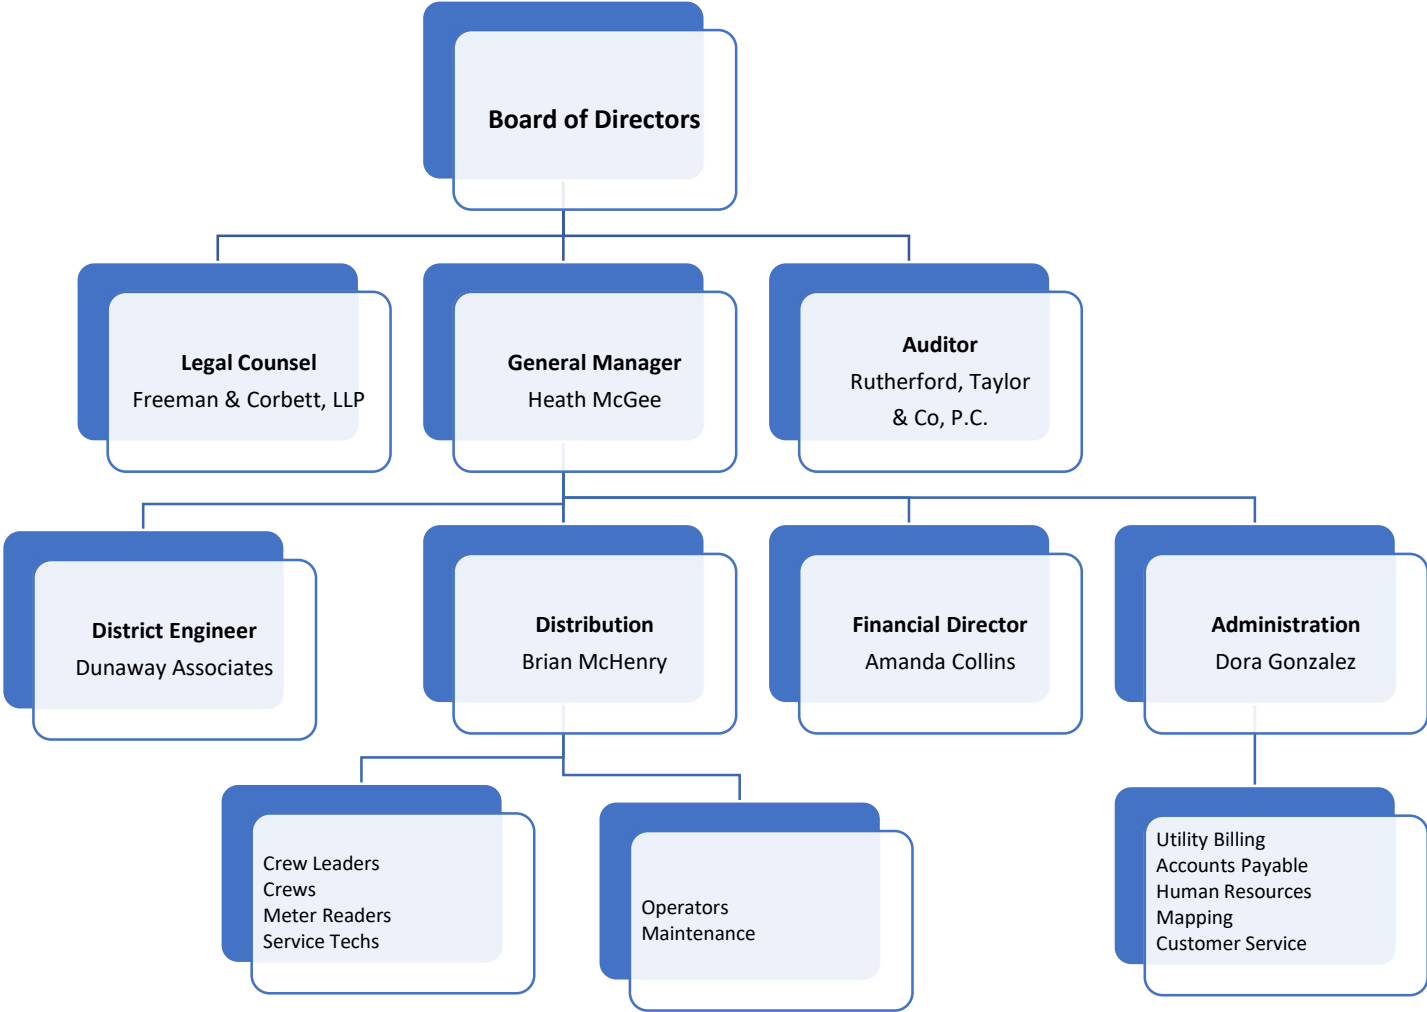 Board of Directors
Legal Counsel
Freeman & Corbett, LLP
General Manager
Heath McGee
Auditor
Rutherford, Taylor
& Co, P.C.
District Engineer
Dunaway Associates
Distribution
Brian McHenry
Financial Director
Amanda Collins
Administration
Dora Gonzalez
Crew Leaders
Crews
Meter Readers
Service Techs
Operators
Maintenance
Utility Billing
Accounts Payable
Human Resources
Mapping
Customer Service